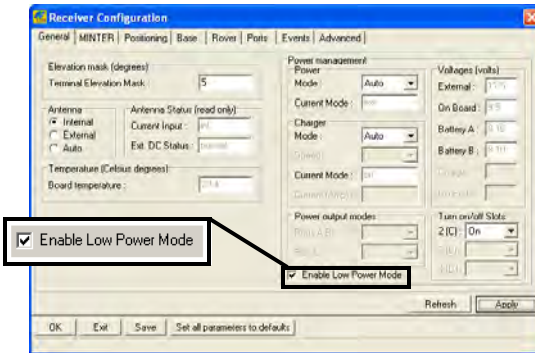 Receiver Configuration
General MINTER Positioning Base Rover Ports Events Advanced
Elevation mask (degrees)
Terminal Elevation Mask : 5
Antenna
Internal
External
Auto
Antenna Status (read only)
Current Input :
Ext. DC Status :
Temperature (Celsius degrees)
Board temperature :
Power management
Power
Mode : Auto
Current Mode :
Charger
Mode : Auto
Current Mode :
Voltages (volts)
External :
On Board :
Battery A :
Battery B :
Power output modes
Turn on/off Slots
2 (C): On
Enable Low Power Mode
Enable Low Power Mode
Refresh Apply
OK Exit Save Set all parameters to defaults